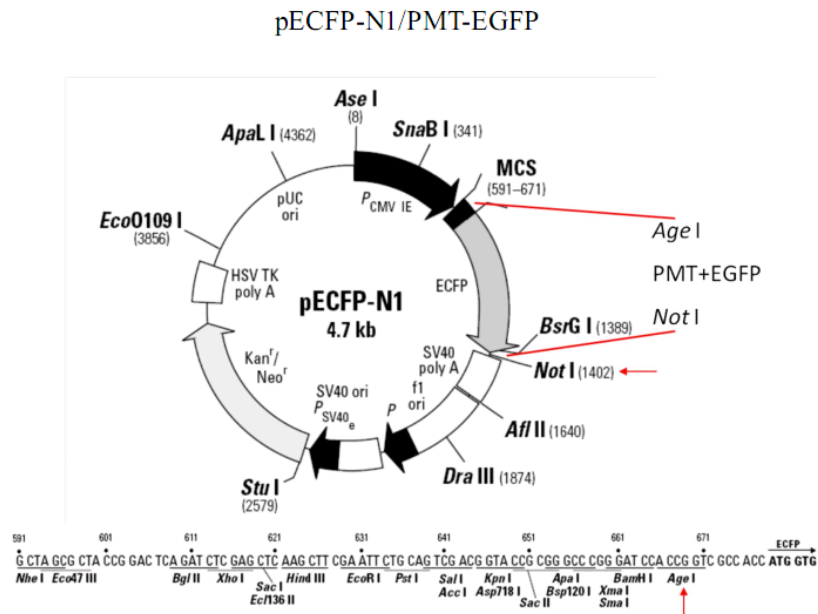 pECFP-N1/PMT-EGFP
Ase I
(8)
SnaB I (341)
ApaL I (4362)
MCS
(591–671)
PCMV IE
pUC
ori
EcoO109 I
(3856)
Age I
PMT+EGFP
Not I
HSV TK
poly A
ECFP
pECFP-N1
4.7 kb
BsrG I (1389)
Not I (1402)
SV40
poly A
Kanr/
Neor
SV40 ori
PSV40e
P
f1
ori
Afl II (1640)
Dra III (1874)
Stu I
(2579)
591 601 611 621 631 641 651 661 671 ECFP
G CTA GCG CTA CCG GAC TCA GAT CTC GAG CTC AAG CTT CGA ATT CTG CAG TCG ACG GTA CCG CGG GCC CGG GAT CCA CCG GTC GCC ACC ATG GTG
Nhe I Eco47 III Bgl II Xho I Hind III EcoR I Pst I Sal I Kpn I Apa I BamH I Age I
Sac I Acc I Asp718 I Bsp120 I Xma I
Ecl136 II Sac II Sma I